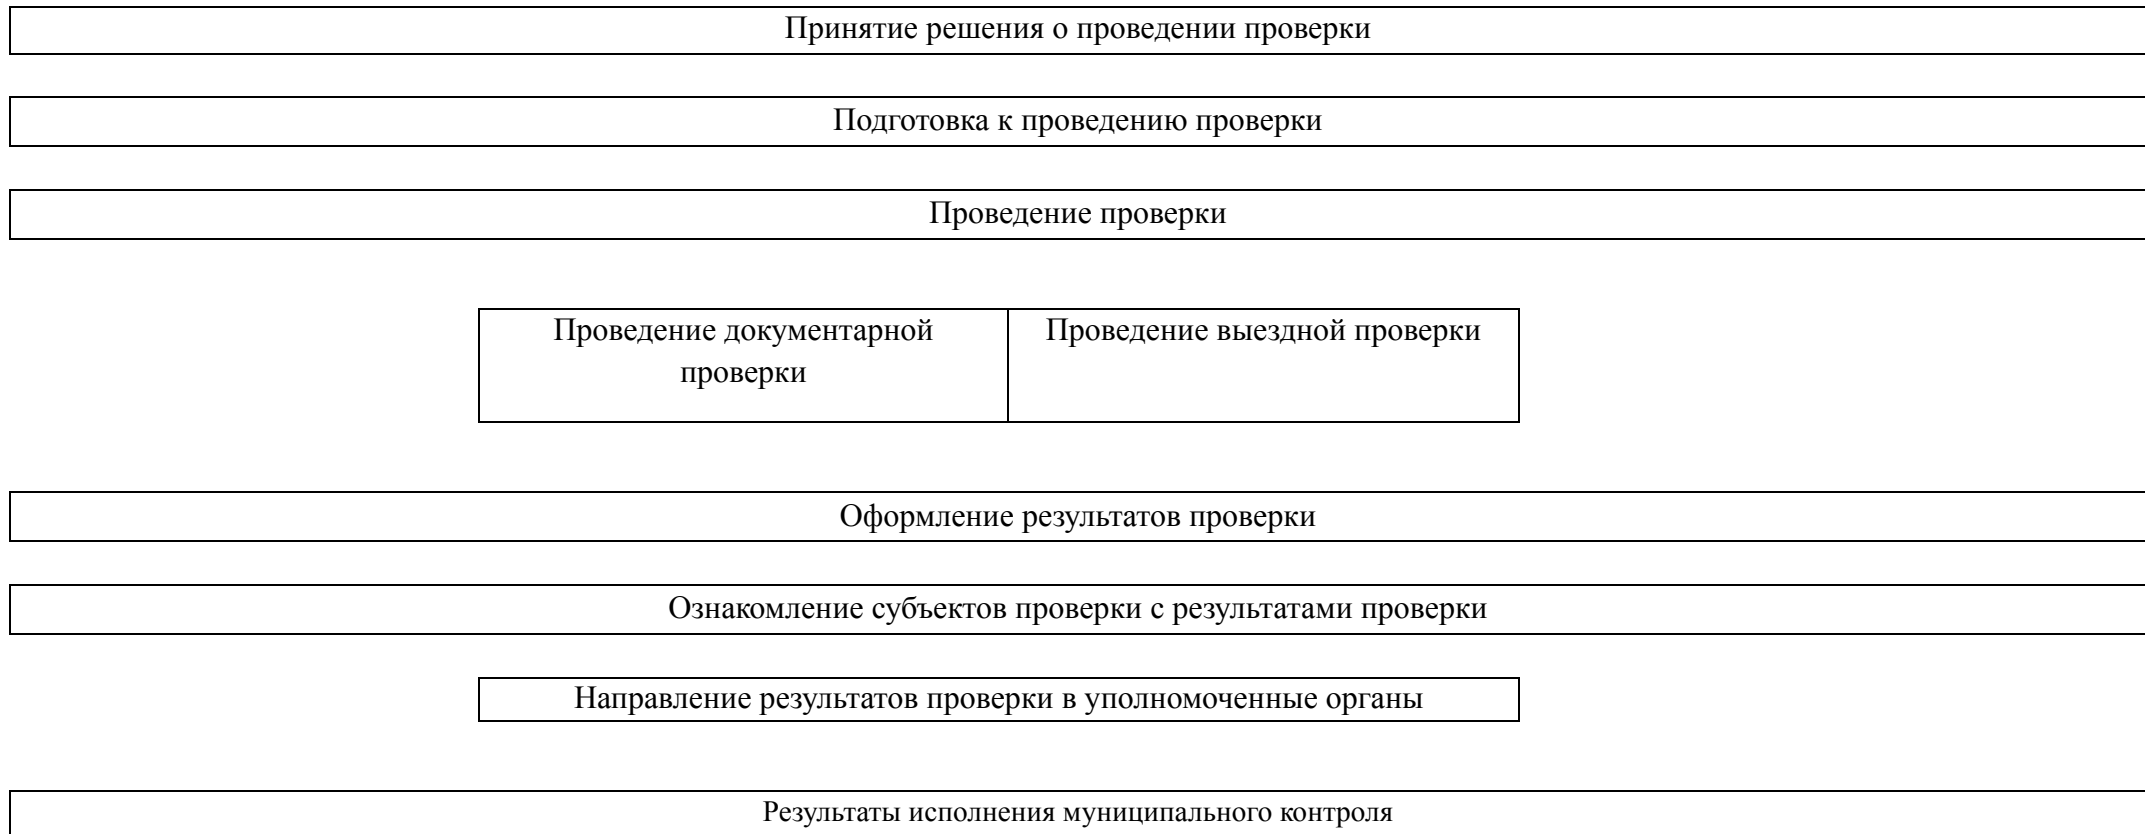 Принятие решения о проведении проверки
Подготовка к проведению проверки
Проведение проверки
Проведение документарной
проверки
Проведение выездной проверки
Оформление результатов проверки
Ознакомление субъектов проверки с результатами проверки
Направление результатов проверки в уполномоченные органы
Результаты исполнения муниципального контроля